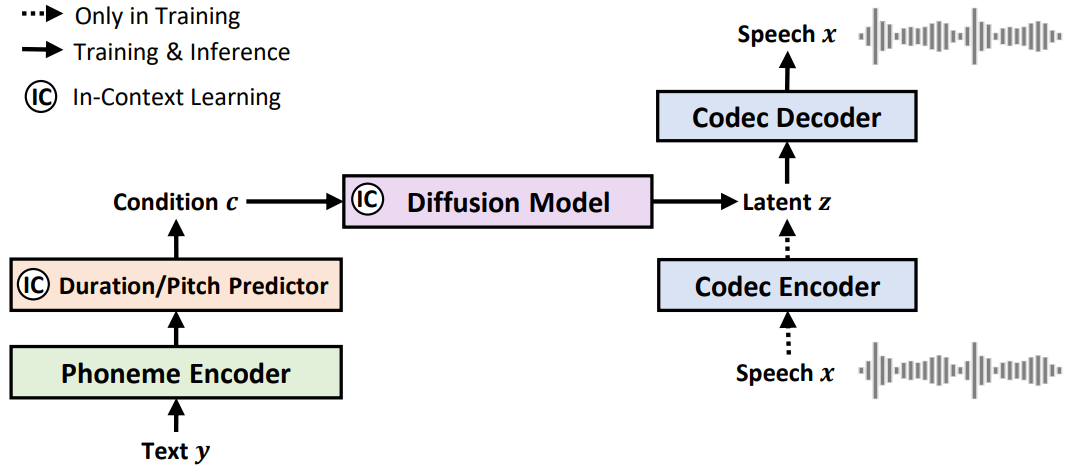 Only in Training
Training & Inference
IC In-Context Learning
Speech x
Codec Decoder
Condition c
IC Diffusion Model
Latent z
IC Duration/Pitch Predictor
Codec Encoder
Phoneme Encoder
Speech x
Text y